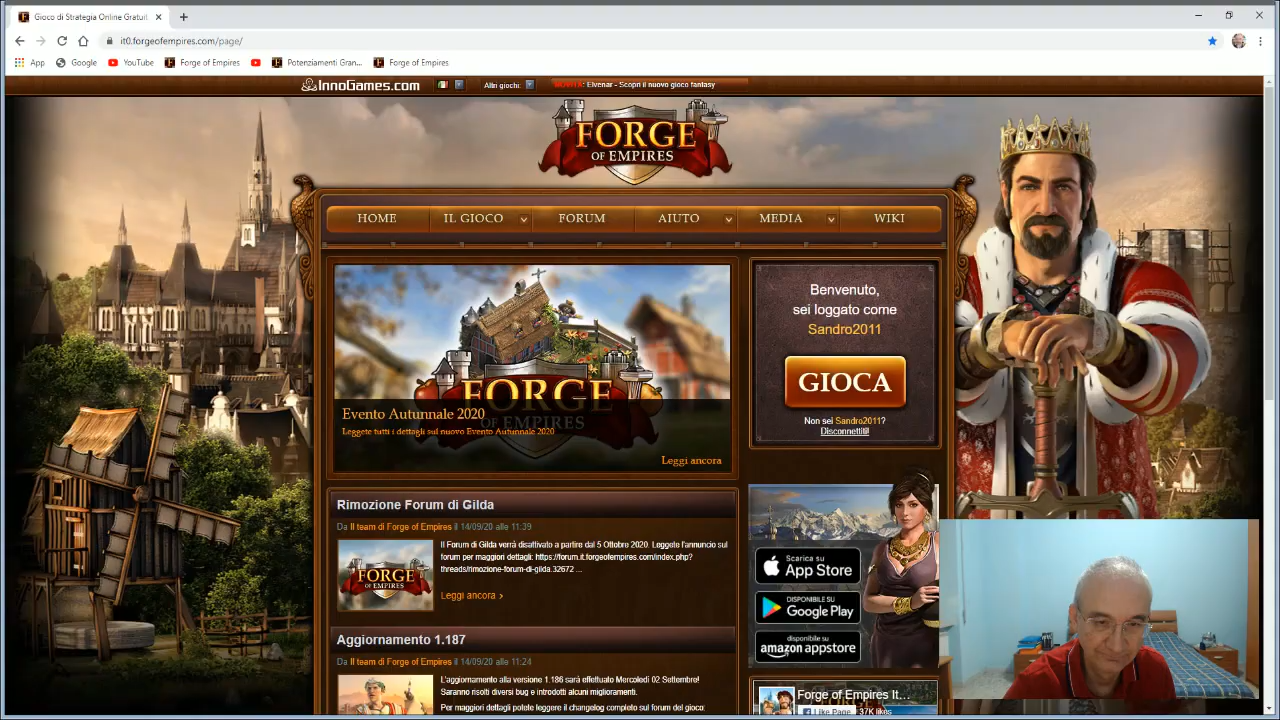 Gioco di Strategia Online Gratuit
it0.forgeofempires.com/page/
App
Google
YouTube
Forge of Empires
Potenziamenti Gran...
Forge of Empires
InnoGames.com
Altri giochi:
NOVITÀ: Elvenar - Scopri il nuovo gioco fantasy
FORGE
OF EMPIRES
HOME
IL GIOCO
FORUM
AIUTO
MEDIA
WIKI
FORGE
OF EMPIRES
Evento Autunnale 2020
Leggete tutti i dettagli sul nuovo Evento Autunnale 2020
Leggi ancora
Benvenuto,
sei loggato come
Sandro2011
GIOCA
Non sei Sandro2011?
Disconnetti!
Rimozione Forum di Gilda
Da Il team di Forge of Empires il 14/09/20 alle 11:39
Il Forum di Gilda verrà disattivato a partire dal 5 Ottobre 2020. Leggete l'annuncio sul
forum per maggiori dettagli: https://forum.it.forgeofempires.com/index.php?
threads/rimozione-forum-di-gilda.32672 ...
Leggi ancora ›
FORGE
OF EMPIRES
Scarica su
App Store
DISPONIBILE SU
Google Play
disponibile su
amazon appstore
Aggiornamento 1.187
Da Il team di Forge of Empires il 14/09/20 alle 11:24
L'aggiornamento alla versione 1.186 sarà effettuato Mercoledì 02 Settembre!
Saranno risolti diversi bug e introdotti alcuni miglioramenti.
Per maggiori dettagli potete leggere il changelog completo sul forum del gioco:
Forge of Empires It...
Like Page
37K likes